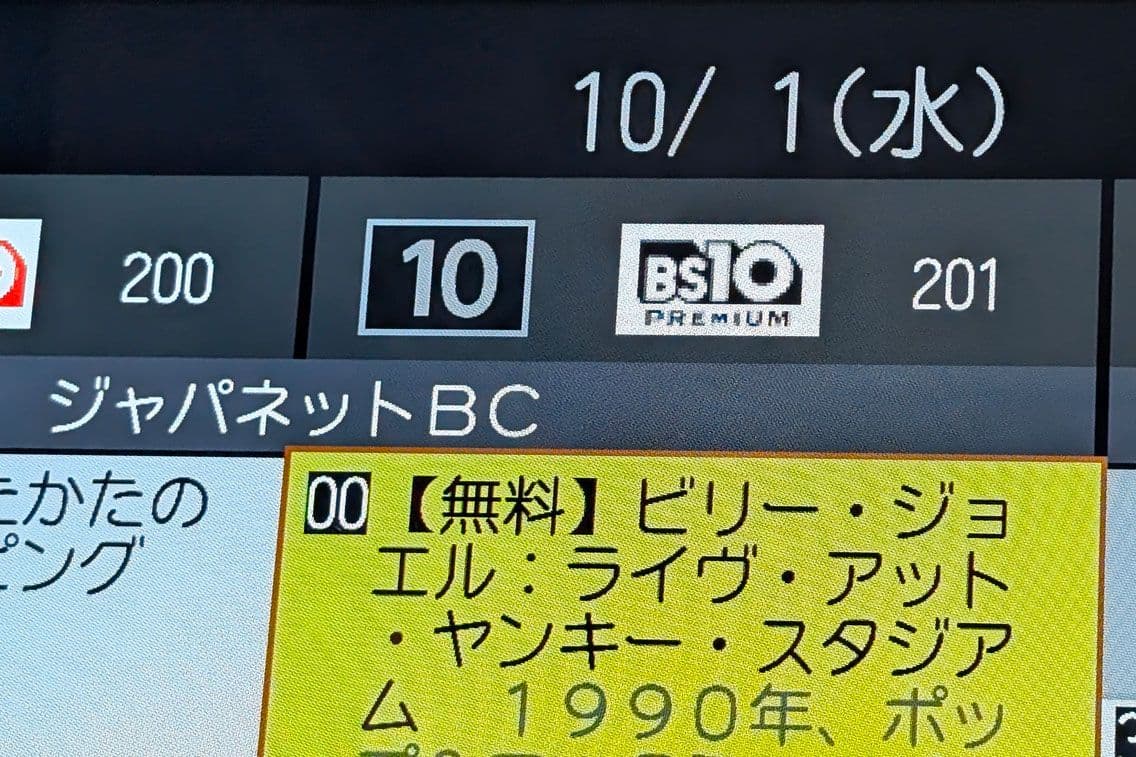 10/ 1(水)
200
10
BS10
PREMIUM
201
ジャパネットBC
たかたの
ピング
00【無料】ビリー・ジョ
エル：ライヴ・アット
・ヤンキー・スタジア
ム 1990年、ポッ